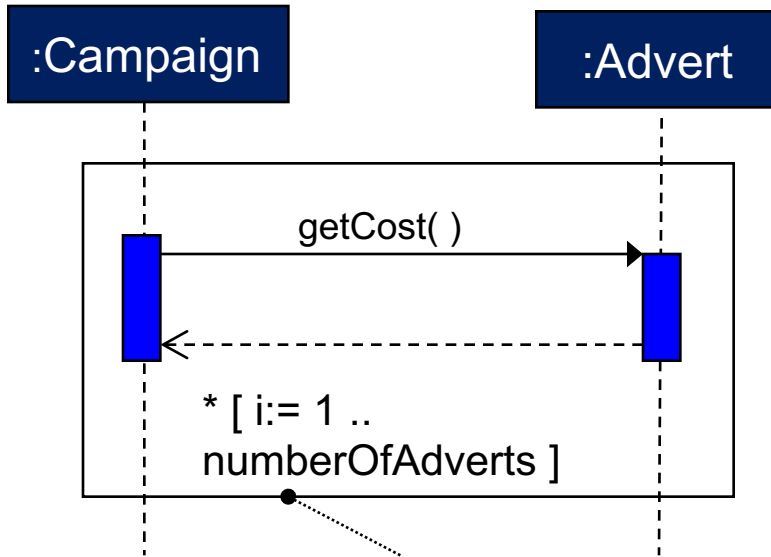 :Campaign
:Advert
getCost( )
* [ i:= 1 ..
numberOfAdverts ]